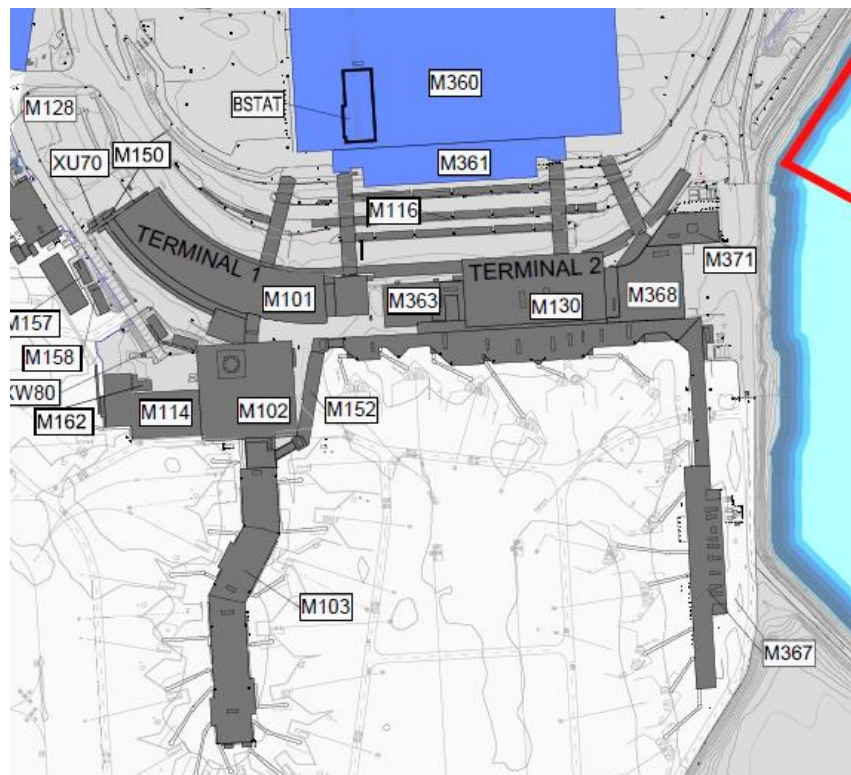 M360
BSTAT
M128
XU70
M150
M361
M116
TERMINAL 1
TERMINAL 2
M371
M101
M363
M130
M368
M157
M158
XW80
M162
M114
M102
M152
M103
M367